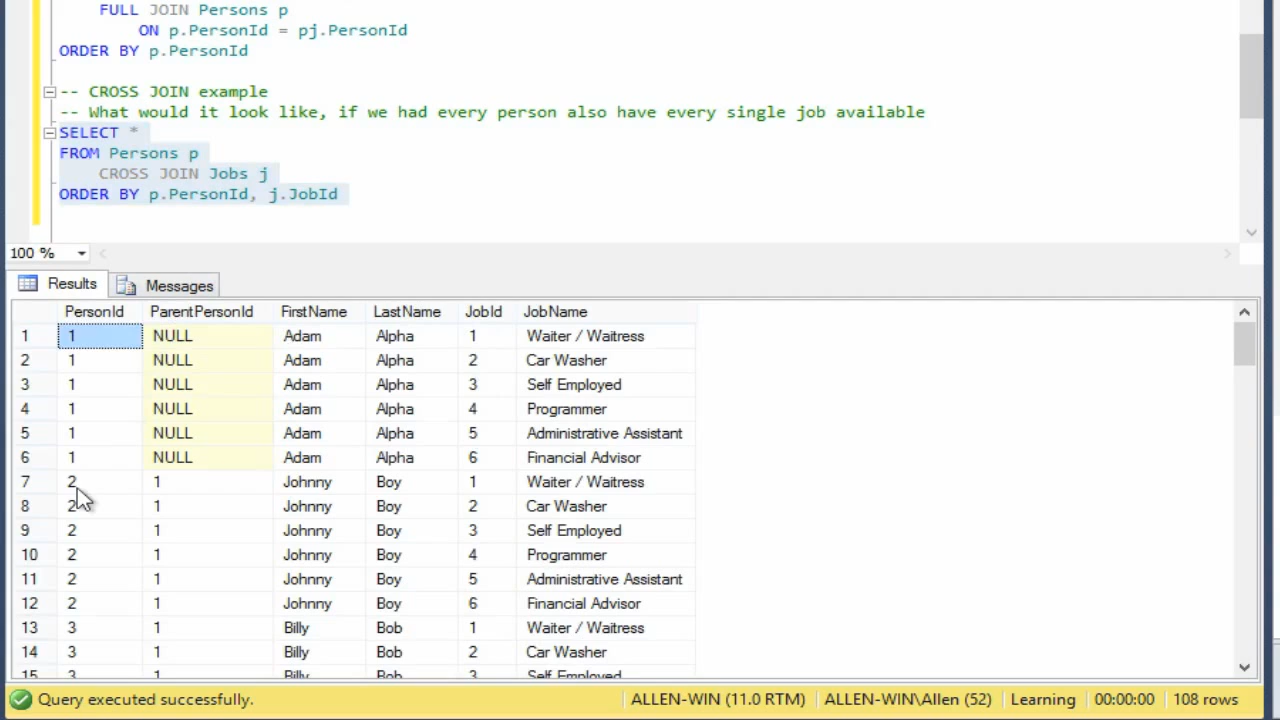 FULL JOIN Persons p
ON p.PersonId = pj.PersonId
ORDER BY p.PersonId
-- CROSS JOIN example
-- What would it look like, if we had every person also have every single job available
SELECT *
FROM Persons p
CROSS JOIN Jobs j
ORDER BY p.PersonId, j.JobId
100 %
Results Messages
PersonId ParentPersonId FirstName LastName JobId JobName
1 1 NULL Adam Alpha 1 Waiter / Waitress
2 1 NULL Adam Alpha 2 Car Washer
3 1 NULL Adam Alpha 3 Self Employed
4 1 NULL Adam Alpha 4 Programmer
5 1 NULL Adam Alpha 5 Administrative Assistant
6 1 NULL Adam Alpha 6 Financial Advisor
7 2 1 Johnny Boy 1 Waiter / Waitress
8 2 1 Johnny Boy 2 Car Washer
9 2 1 Johnny Boy 3 Self Employed
10 2 1 Johnny Boy 4 Programmer
11 2 1 Johnny Boy 5 Administrative Assistant
12 2 1 Johnny Boy 6 Financial Advisor
13 3 1 Billy Bob 1 Waiter / Waitress
14 3 1 Billy Bob 2 Car Washer
15 3 1 Billy Bob 3 Self Employed
Query executed successfully. ALLEN-WIN (11.0 RTM) ALLEN-WIN\Allen (52) Learning 00:00:00 108 rows